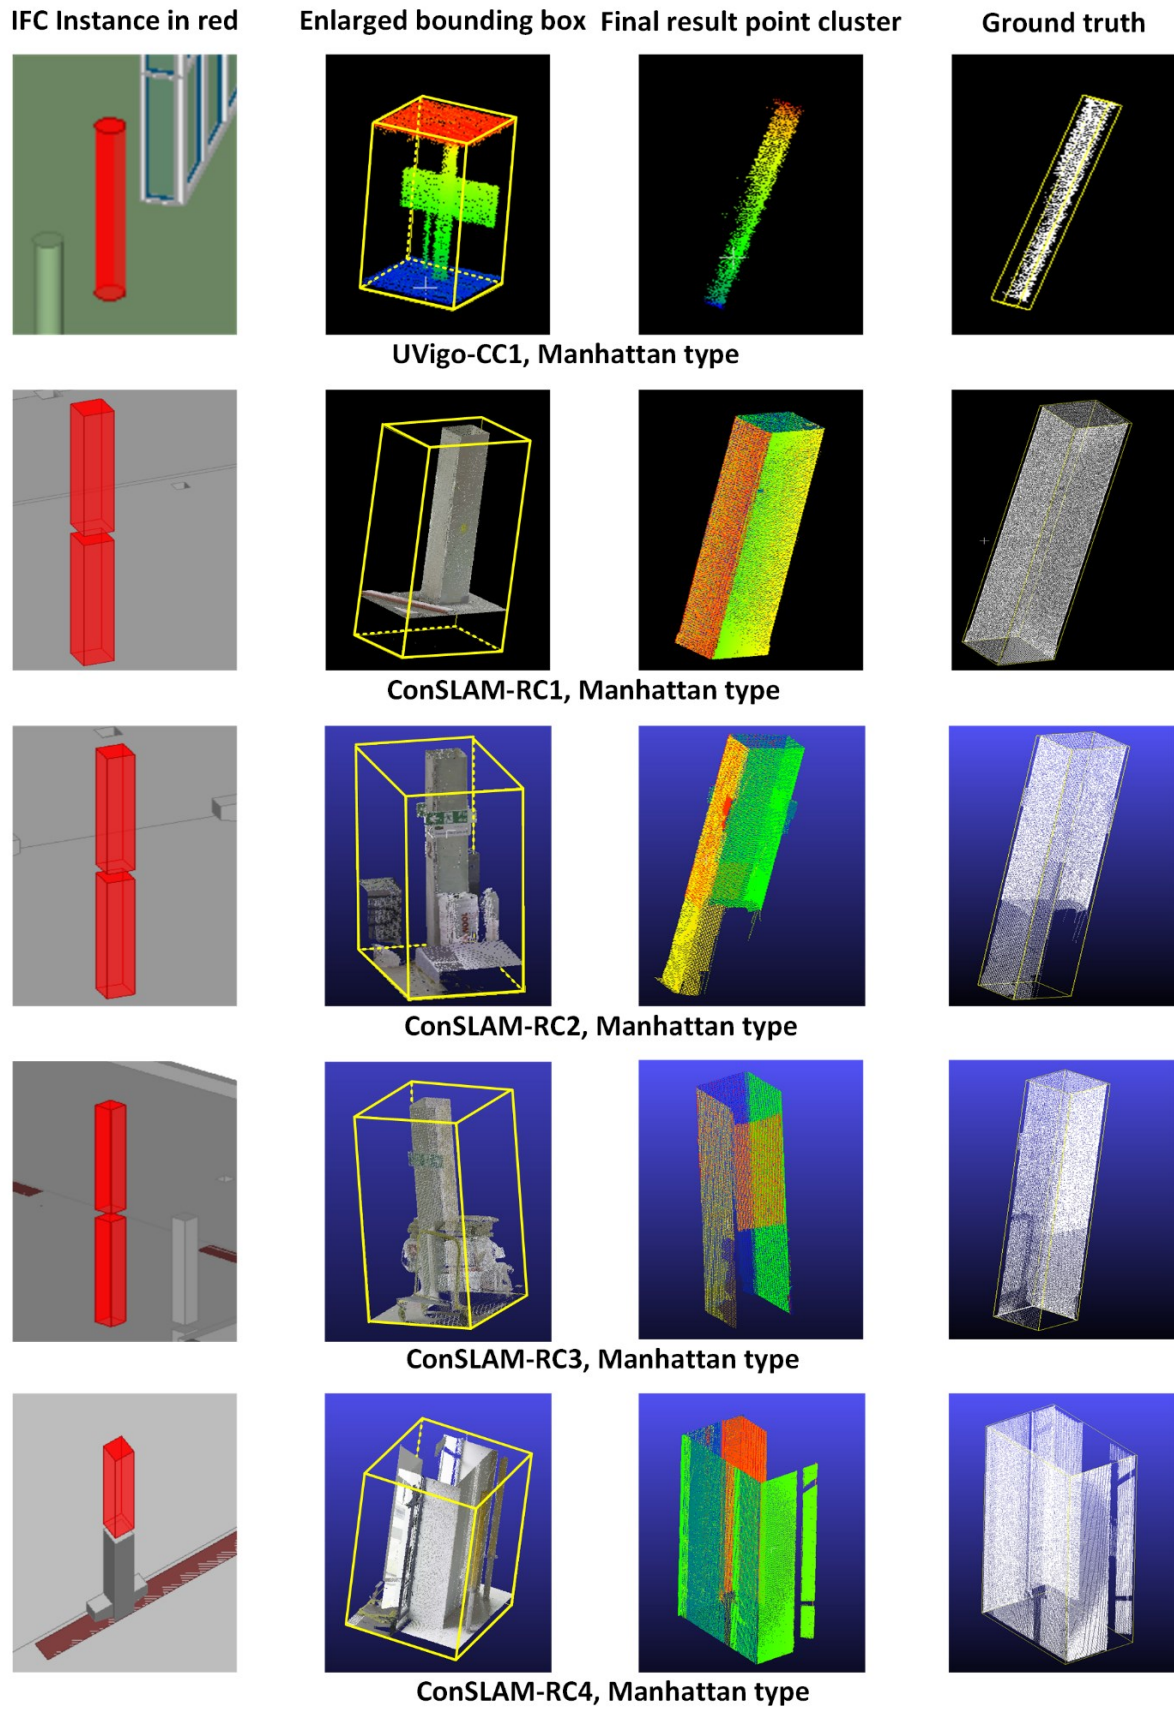 IFC Instance in red
Enlarged bounding box
Final result point cluster
Ground truth
UVigo-CC1, Manhattan type
ConSLAM-RC1, Manhattan type
ConSLAM-RC2, Manhattan type
ConSLAM-RC3, Manhattan type
ConSLAM-RC4, Manhattan type